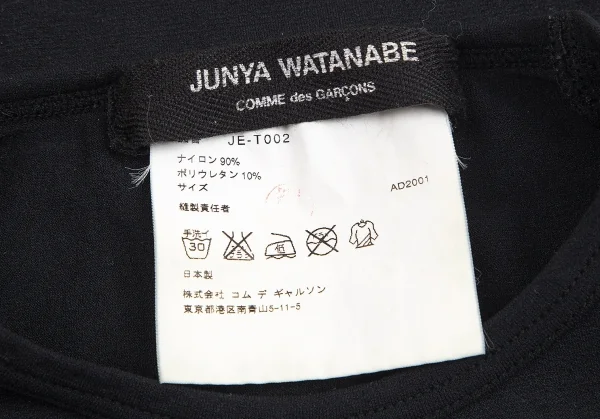 JUNYA WATANABE
COMME des GARÇONS
品番 JE-T002
ナイロン 90%
ポリウレタン 10%
サイズ
AD2001
縫製責任者
手洗イ
30
低
日本製
株式会社 コム デ ギャルソン
東京都港区南青山5-11-5